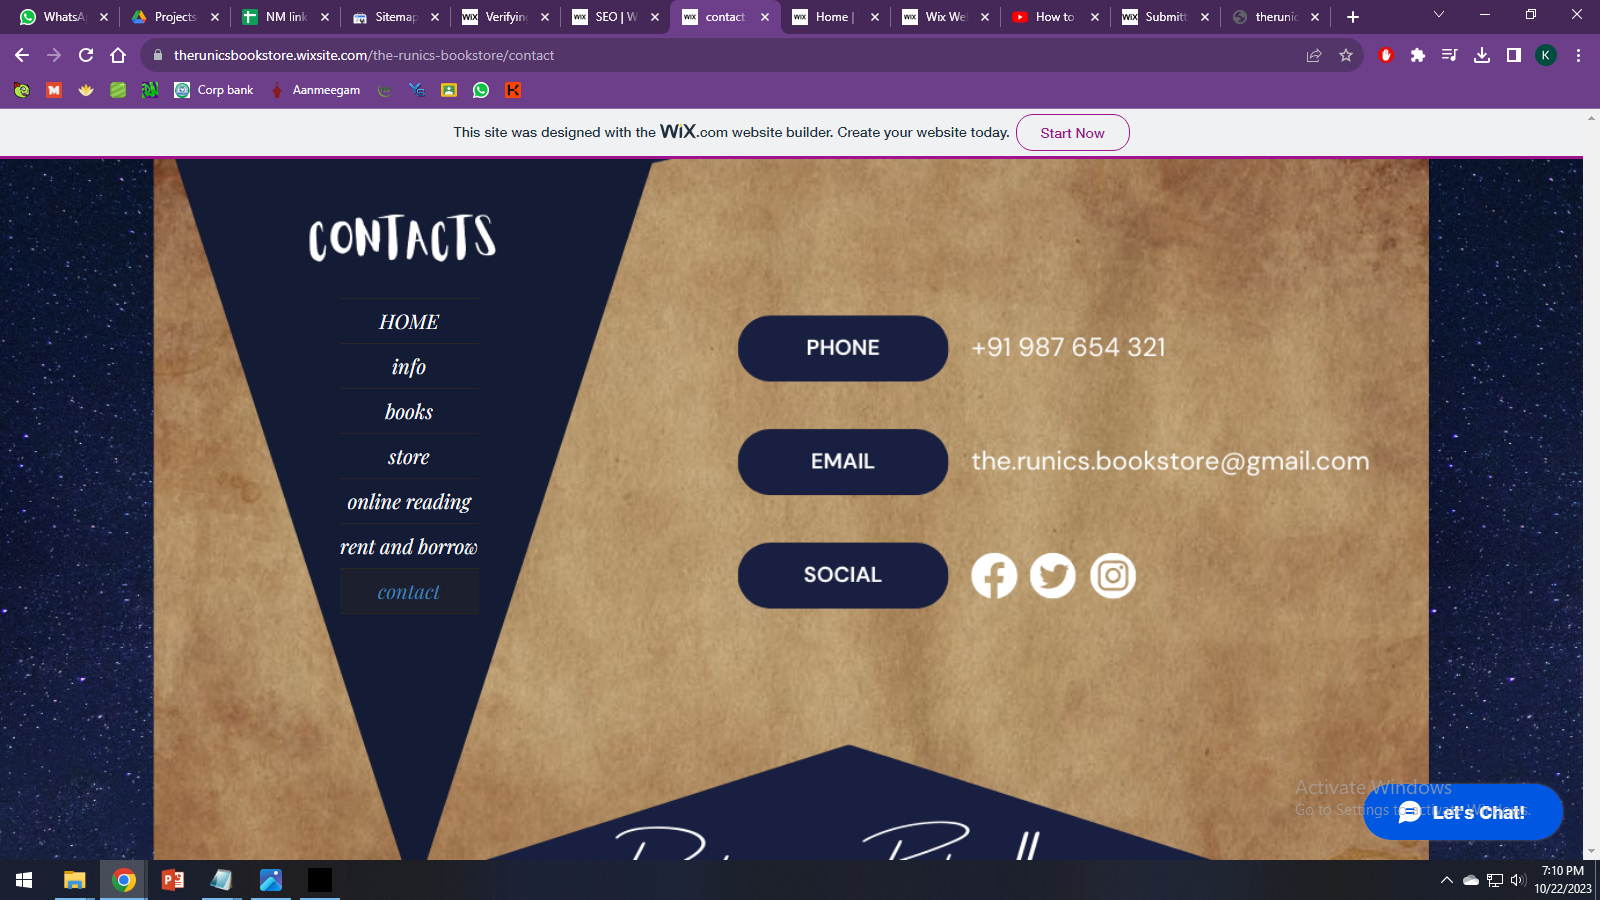 WhatsA
Projects
NM link
Sitemap
Verifyin
SEO | W
contact
Home |
Wix We
How to
Submitt
therunic
therunicsbookstore.wixsite.com/the-runics-bookstore/contact
K
Corp bank
Aanmeegam
This site was designed with the WiX.com website builder. Create your website today.
Start Now
CONTACTS
HOME
info
books
store
online reading
rent and borrow
contact
PHONE
+91 987 654 321
EMAIL
the.runics.bookstore@gmail.com
SOCIAL
Activate Windows
Go to Settings to activate Windows.
Let's Chat!
7:10 PM
10/22/2023